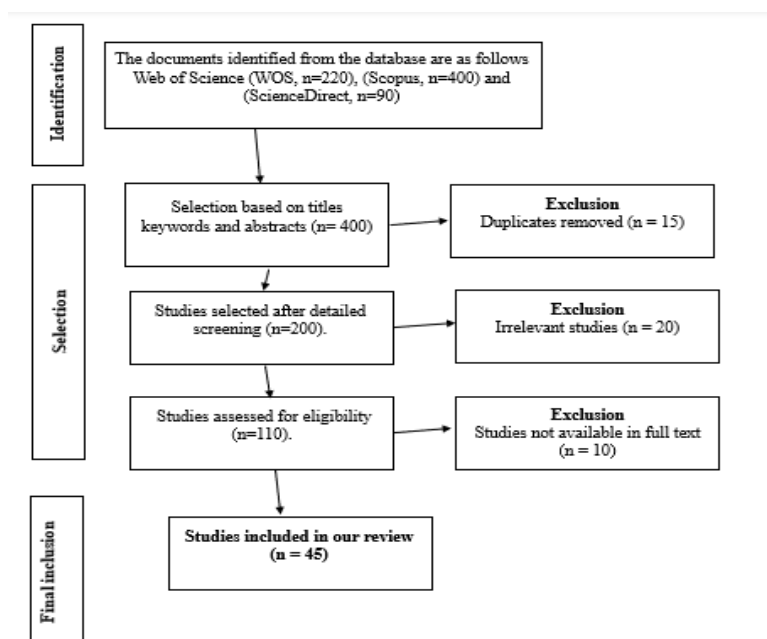 Identification
The documents identified from the database are as follows
Web of Science (WOS, n=220), (Scopus, n=400) and
(ScienceDirect, n=90)
Selection
Selection based on titles
keywords and abstracts (n= 400)
Exclusion
Duplicates removed (n = 15)
Studies selected after detailed
screening (n=200).
Exclusion
Irrelevant studies (n = 20)
Studies assessed for eligibility
(n=110).
Exclusion
Studies not available in full text
(n = 10)
Final inclusion
Studies included in our review
(n = 45)